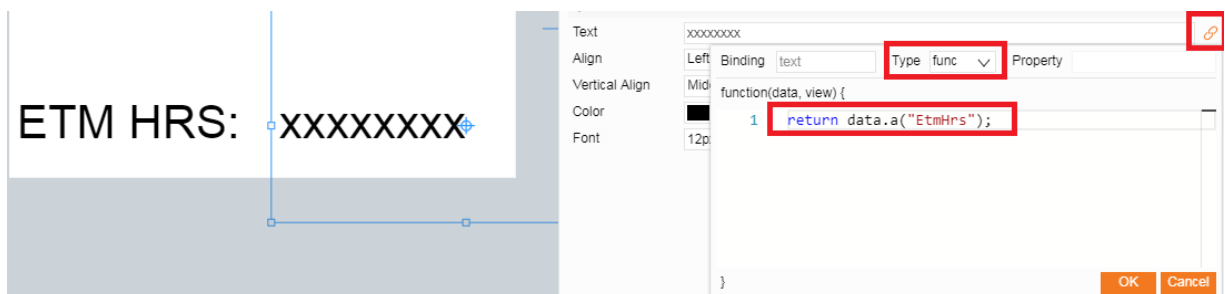 Text xxxxxxxx
Align Left Binding text Type func Property
Vertical Align Mid function(data, view) {
Color 1 return data.a("EtmHrs");
ETM HRS: xxxxxxxx
Font 12p
} OK Cancel